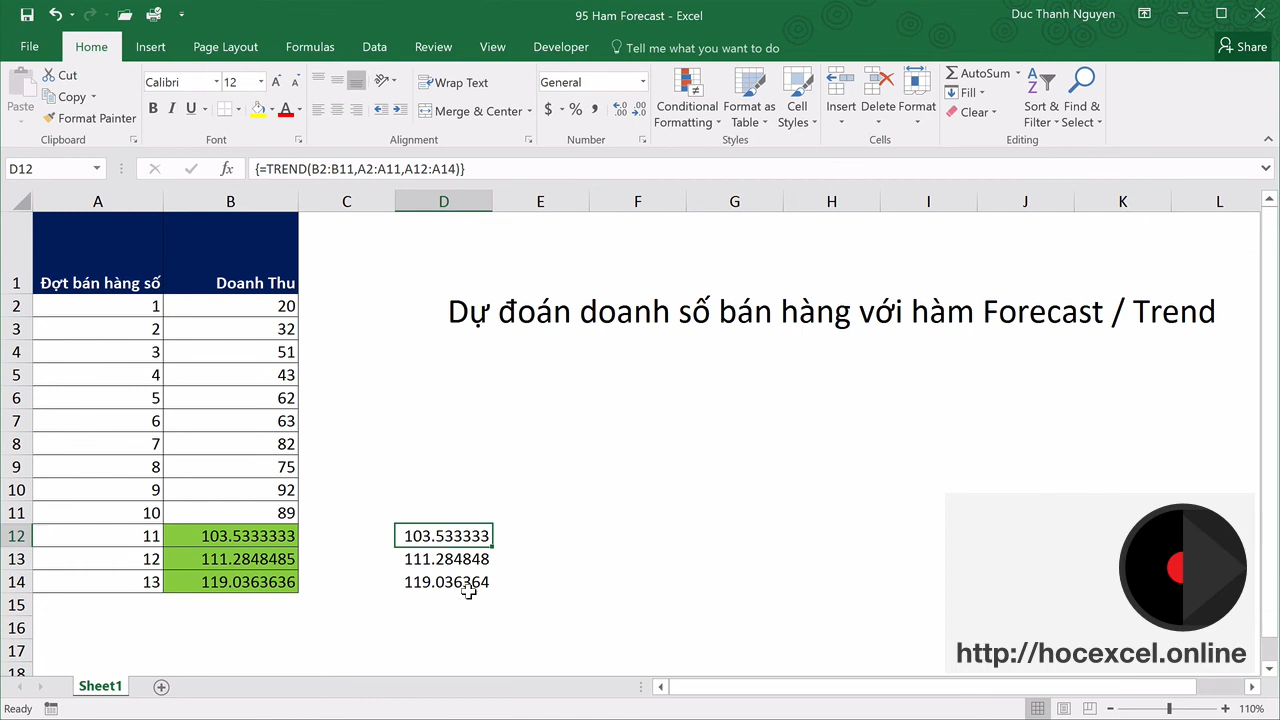 95 Ham Forecast - Excel
Duc Thanh Nguyen
File Home Insert Page Layout Formulas Data Review View Developer Tell me what you want to do Share
Paste
Cut
Copy
Format Painter
Clipboard
Calibri 12
B I U A
Font
Wrap Text
Merge & Center
Alignment
General
$ % ,
Number
Conditional Formatting
Format as Table
Cell Styles
Styles
Insert Delete Format
Cells
AutoSum
Fill
Clear
Sort & Filter
Find & Select
Editing
D12 fx {=TREND(B2:B11,A2:A11,A12:A14)}
A B C D E F G H I J K L
1 Đợt bán hàng số Doanh Thu
2 1 20
Dự đoán doanh số bán hàng với hàm Forecast / Trend
3 2 32
4 3 51
5 4 43
6 5 62
7 6 63
8 7 82
9 8 75
10 9 92
11 10 89
12 11 103.5333333 103.533333
13 12 111.2848485 111.284848
14 13 119.0363636 119.036364
15
16
17
18
http://hocexcel.online
Sheet1
Ready
110%